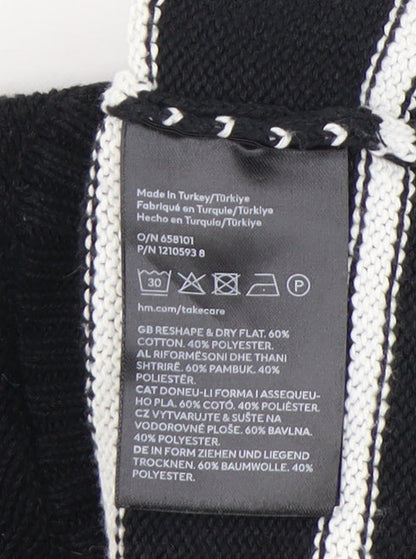 Made in Turkey/Türkiye
Fabriqué en Turquie/Türkiye
Hecho en Turquía/Türkiye
O/N 658101
P/N 1210593 8
30
P
hm.com/takecare
GB RESHAPE & DRY FLAT. 60%
COTTON. 40% POLYESTER.
AL RIFORMËSONI DHE THANI
SHTRIRË. 60% PAMBUK. 40%
POLIESTËR.
CAT DONEU-LI FORMA I ASSEQUEU-
HO PLA. 60% COTÓ. 40% POLIÈSTER.
CZ VYTVARUJTE & SUŠTE NA
VODOROVNÉ PLOŠE. 60% BAVLNA.
40% POLYESTER.
DE IN FORM ZIEHEN UND LIEGEND
TROCKNEN. 60% BAUMWOLLE. 40%
POLYESTER.